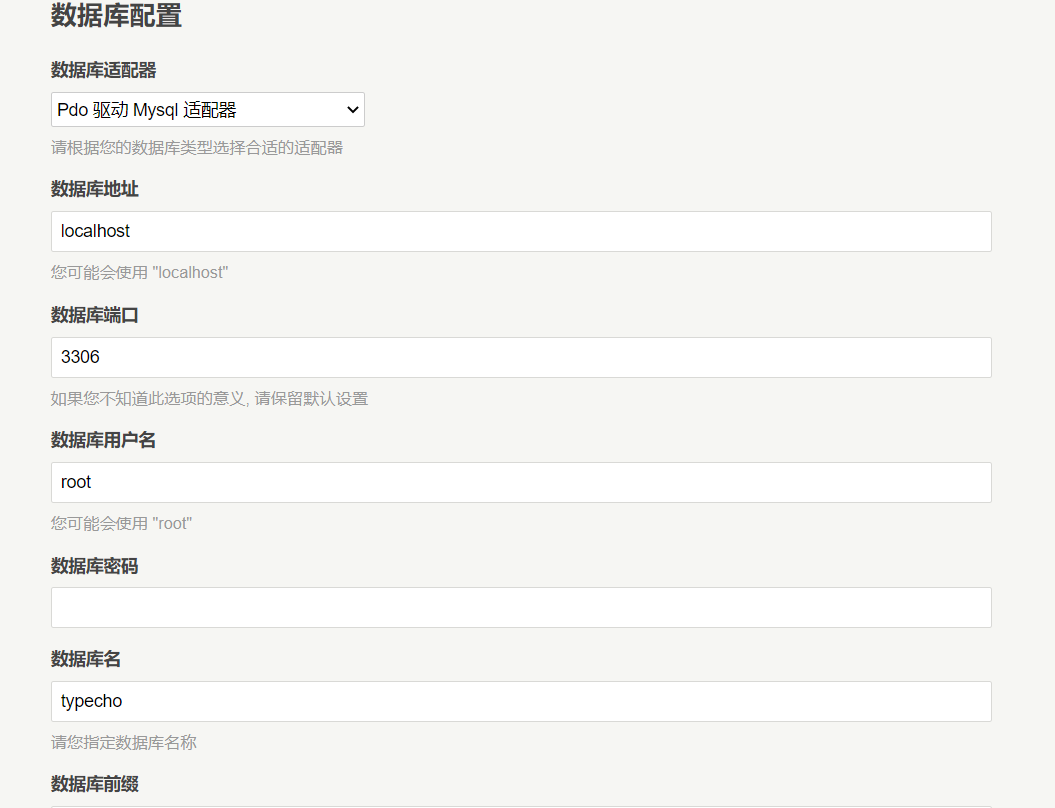 数据库配置
数据库适配器
Pdo 驱动 Mysql 适配器
请根据您的数据库类型选择合适的适配器
数据库地址
localhost
您可能会使用 "localhost"
数据库端口
3306
如果您不知道此选项的意义, 请保留默认设置
数据库用户名
root
您可能会使用 "root"
数据库密码
数据库名
typecho
请您指定数据库名称
数据库前缀